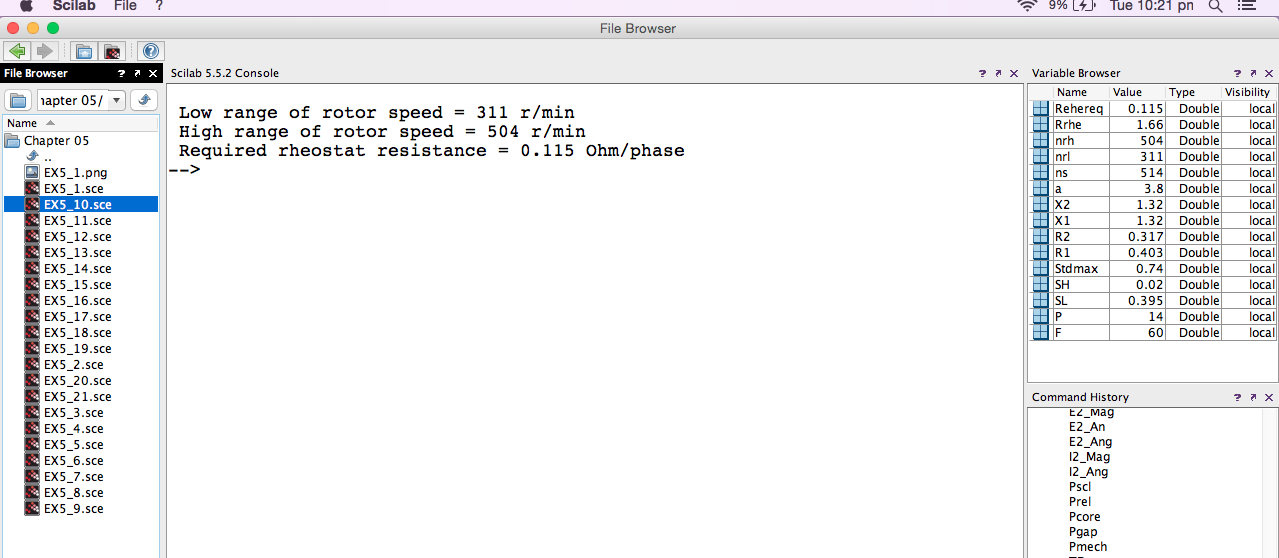 Scilab File ? 9% Tue 10:21 pn
File Browser
File Browser ? Scilab 5.5.2 Console ? Variable Browser ?
ıapter 05/
Name
Chapter 05
..
EX5_1.png
EX5_1.sce
EX5_10.sce
EX5_11.sce
EX5_12.sce
EX5_13.sce
EX5_14.sce
EX5_15.sce
EX5_16.sce
EX5_17.sce
EX5_18.sce
EX5_19.sce
EX5_2.sce
EX5_20.sce
EX5_21.sce
EX5_3.sce
EX5_4.sce
EX5_5.sce
EX5_6.sce
EX5_7.sce
EX5_8.sce
EX5_9.sce
Low range of rotor speed = 311 r/min
High range of rotor speed = 504 r/min
Required rheostat resistance = 0.115 Ohm/phase
-->
Name Value Type Visibility
Rehereq 0.115 Double local
Rrhe 1.66 Double local
nrh 504 Double local
nrl 311 Double local
ns 514 Double local
a 3.8 Double local
X2 1.32 Double local
X1 1.32 Double local
R2 0.317 Double local
R1 0.403 Double local
Stdmax 0.74 Double local
SH 0.02 Double local
SL 0.395 Double local
P 14 Double local
F 60 Double local
Command History ?
E2_Mag
E2_An
E2_Ang
I2_Mag
I2_Ang
Pscl
Prel
Pcore
Pgap
Pmech